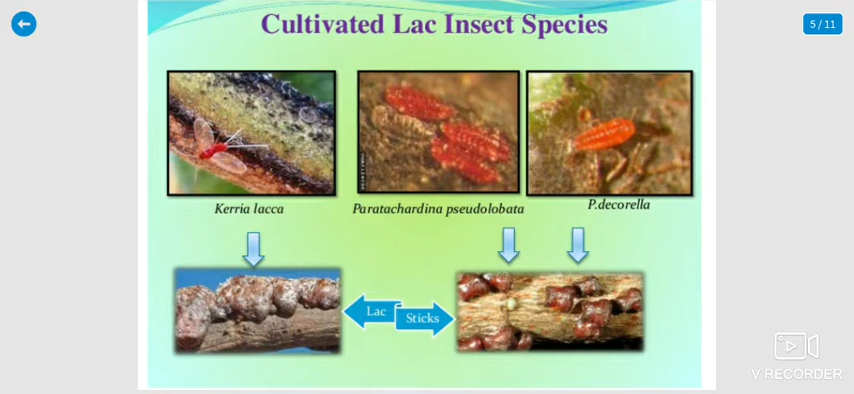 Cultivated Lac Insect Species
5 / 11
Kerria lacca
Paratachardina pseudolobata
P.decorella
Lac
Sticks
V RECORDER